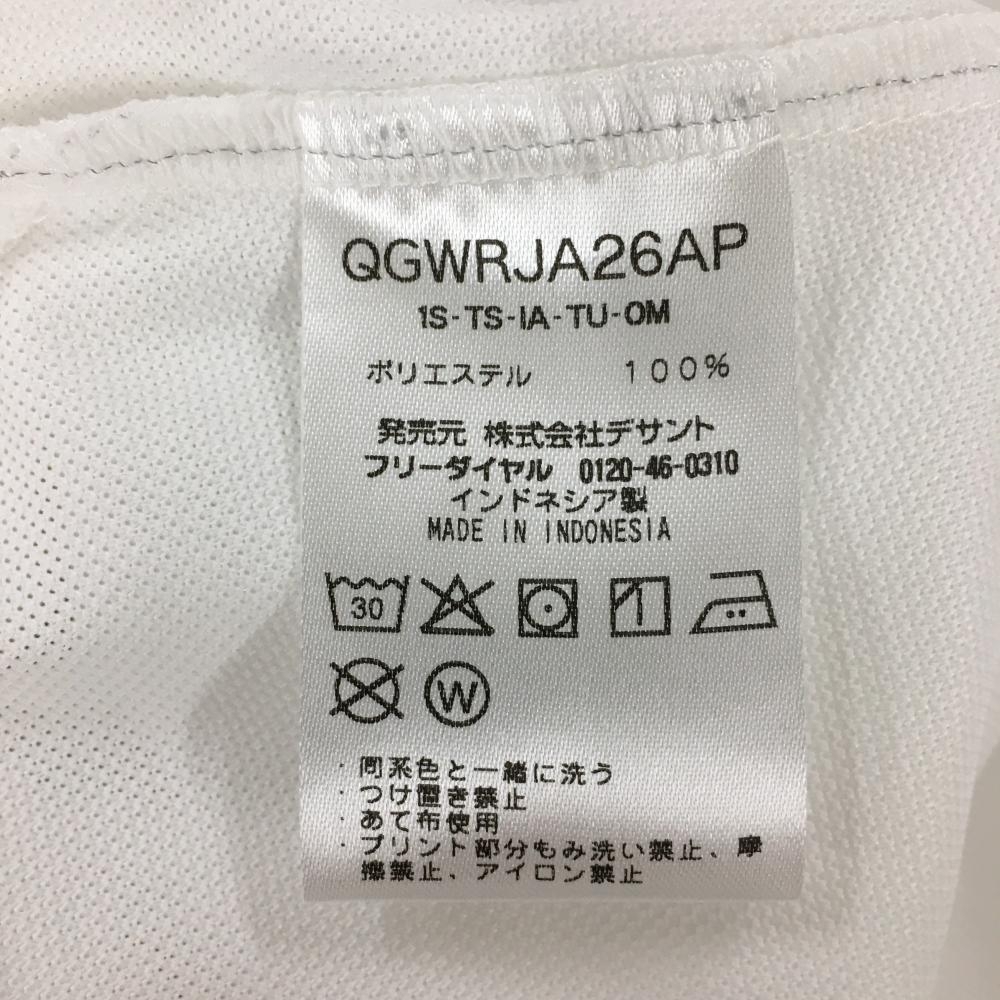 QGWRJA26AP
1S-TS-IA-TU-OM
ポリエステル 100%
発売元 株式会社デサント
フリーダイヤル 0120-46-0310
インドネシア製
MADE IN INDONESIA
30
W
・同系色と一緒に洗う
・つけ置き禁止
・あて布使用
・プリント部分もみ洗い禁止、摩
擦禁止、アイロン禁止